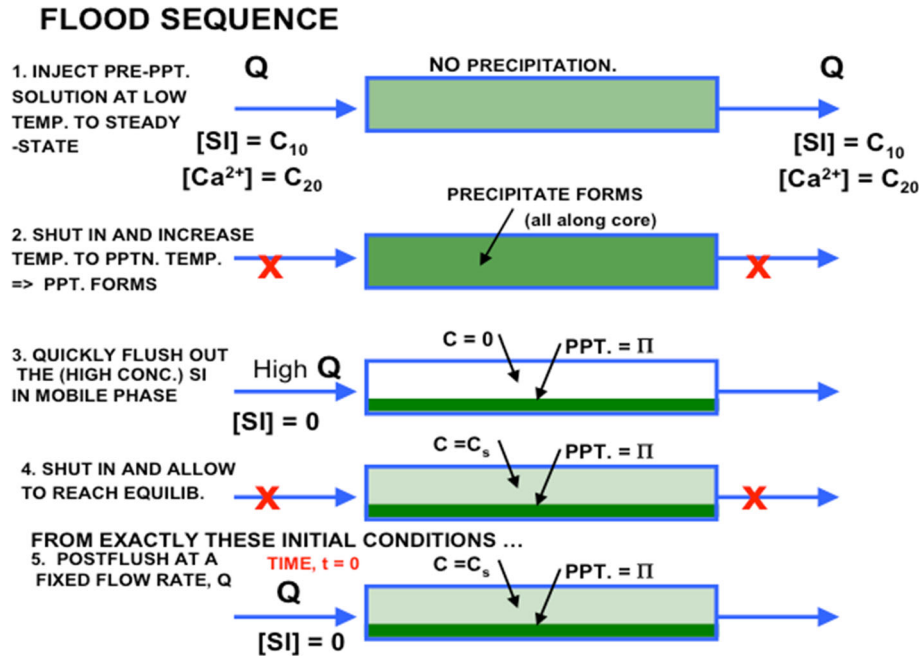 FLOOD SEQUENCE
1. INJECT PRE-PPT.
SOLUTION AT LOW
TEMP. TO STEADY
-STATE
Q
[SI] = C₁₀
[Ca²⁺] = C₂₀
NO PRECIPITATION.
Q
[SI] = C₁₀
[Ca²⁺] = C₂₀
2. SHUT IN AND INCREASE
TEMP. TO PPTN. TEMP.
=> PPT. FORMS
X
PRECIPITATE FORMS
(all along core)
X
3. QUICKLY FLUSH OUT
THE (HIGH CONC.) SI
IN MOBILE PHASE
High Q
[SI] = 0
C = 0
PPT. = Π
4. SHUT IN AND ALLOW
TO REACH EQUILIB.
X
C =Cₛ
PPT. = Π
X
FROM EXACTLY THESE INITIAL CONDITIONS ...
5. POSTFLUSH AT A
FIXED FLOW RATE, Q
TIME, t = 0
Q
[SI] = 0
C=Cₛ
PPT. = Π